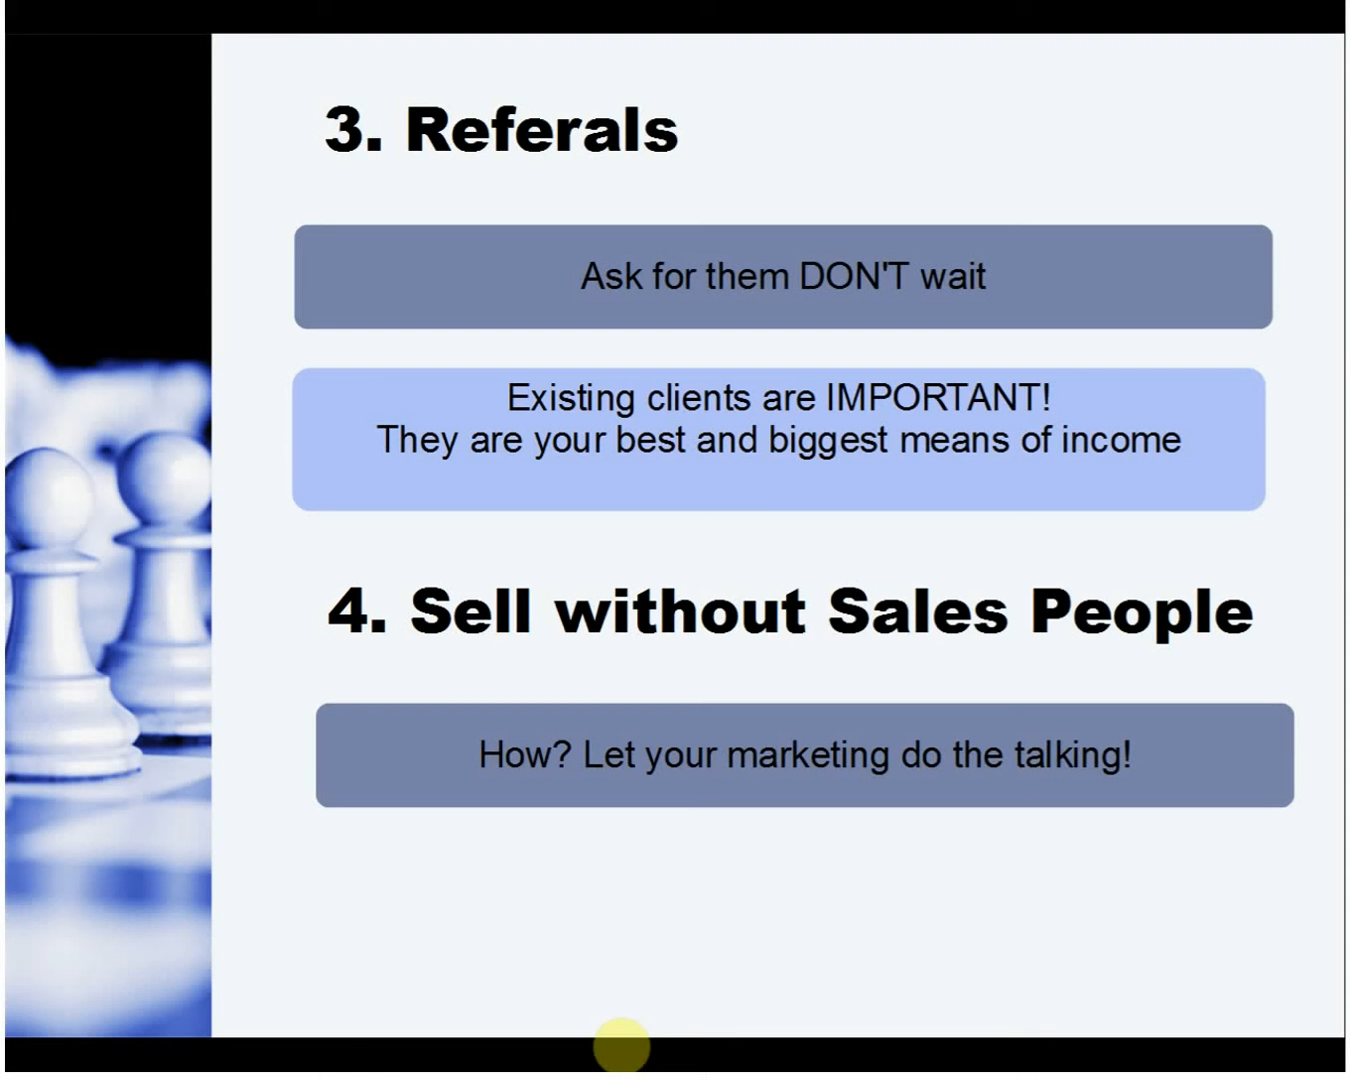 3. Referals
Ask for them DON'T wait
Existing clients are IMPORTANT!
They are your best and biggest means of income
4. Sell without Sales People
How? Let your marketing do the talking!